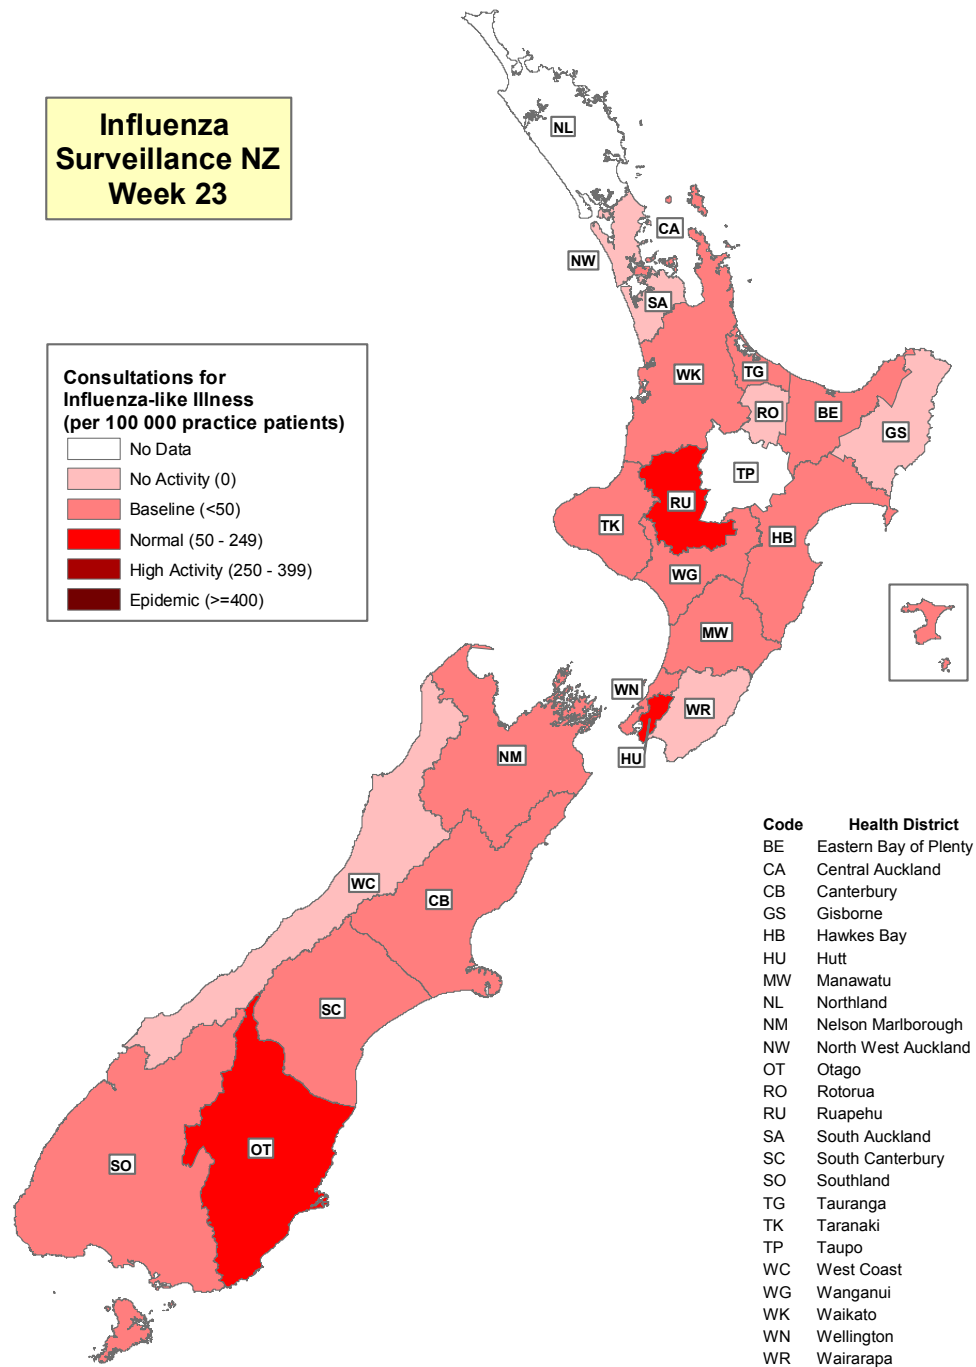 Influenza
Surveillance NZ
Week 23
Consultations for
Influenza-like Illness
(per 100 000 practice patients)
No Data
No Activity (0)
Baseline (<50)
Normal (50 - 249)
High Activity (250 - 399)
Epidemic (>=400)
NL
CA
NW
SA
WK
TG
RO
BE
GS
TP
RU
TK
HB
WG
MW
WN
WR
HU
NM
WC
CB
SC
OT
SO
Code Health District
BE Eastern Bay of Plenty
CA Central Auckland
CB Canterbury
GS Gisborne
HB Hawkes Bay
HU Hutt
MW Manawatu
NL Northland
NM Nelson Marlborough
NW North West Auckland
OT Otago
RO Rotorua
RU Ruapehu
SA South Auckland
SC South Canterbury
SO Southland
TG Tauranga
TK Taranaki
TP Taupo
WC West Coast
WG Wanganui
WK Waikato
WN Wellington
WR Wairarapa